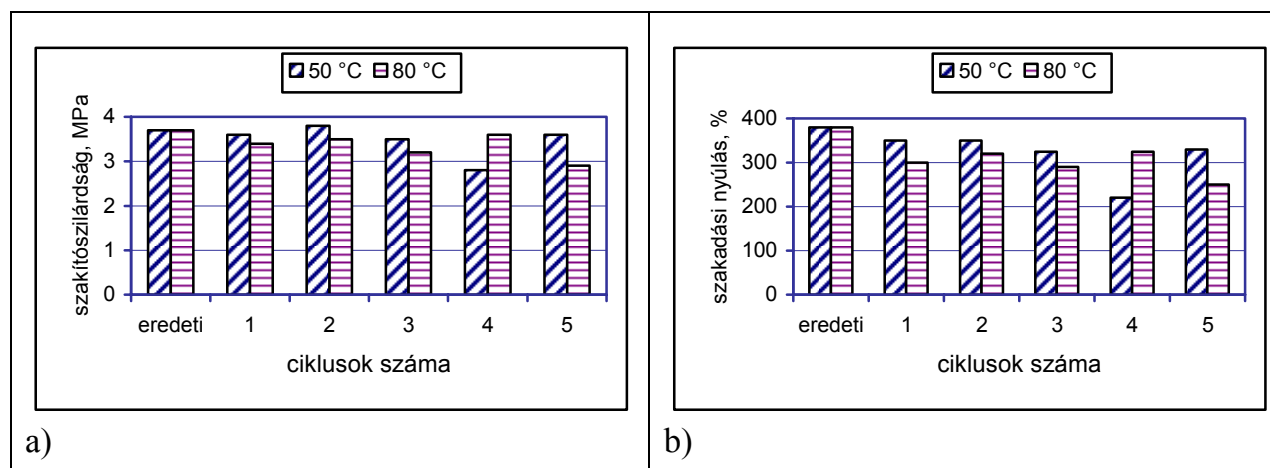 50 °C 80 °C
szakítószilárdság, MPa
4
3
2
1
0
eredeti 1 2 3 4 5
ciklusok száma
a)
50 °C 80 °C
szakadási nyúlás, %
400
300
200
100
0
eredeti 1 2 3 4 5
ciklusok száma
b)